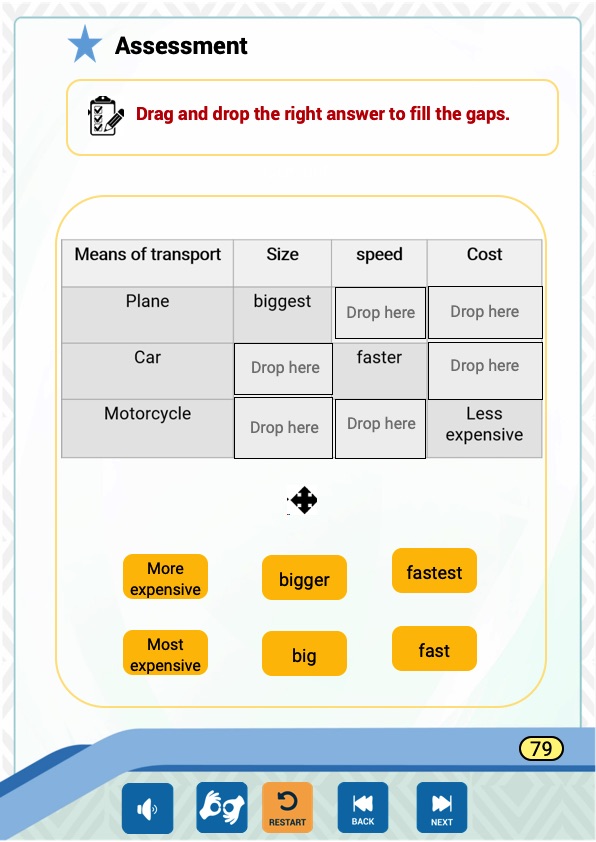 Assessment
Drag and drop the right answer to fill the gaps.
Means of transport Size speed Cost
Plane biggest Drop here Drop here
Car Drop here faster Drop here
Motorcycle Drop here Drop here Less
expensive
More
expensive
bigger
fastest
Most
expensive
big
fast
79
RESTART
BACK
NEXT